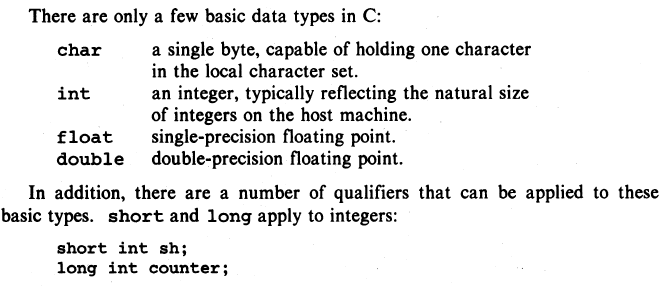 There are only a few basic data types in C:
char a single byte, capable of holding one character
in the local character set.
int an integer, typically reflecting the natural size
of integers on the host machine.
float single-precision floating point.
double double-precision floating point.
In addition, there are a number of qualifiers that can be applied to these
basic types. short and long apply to integers:
short int sh;
long int counter;